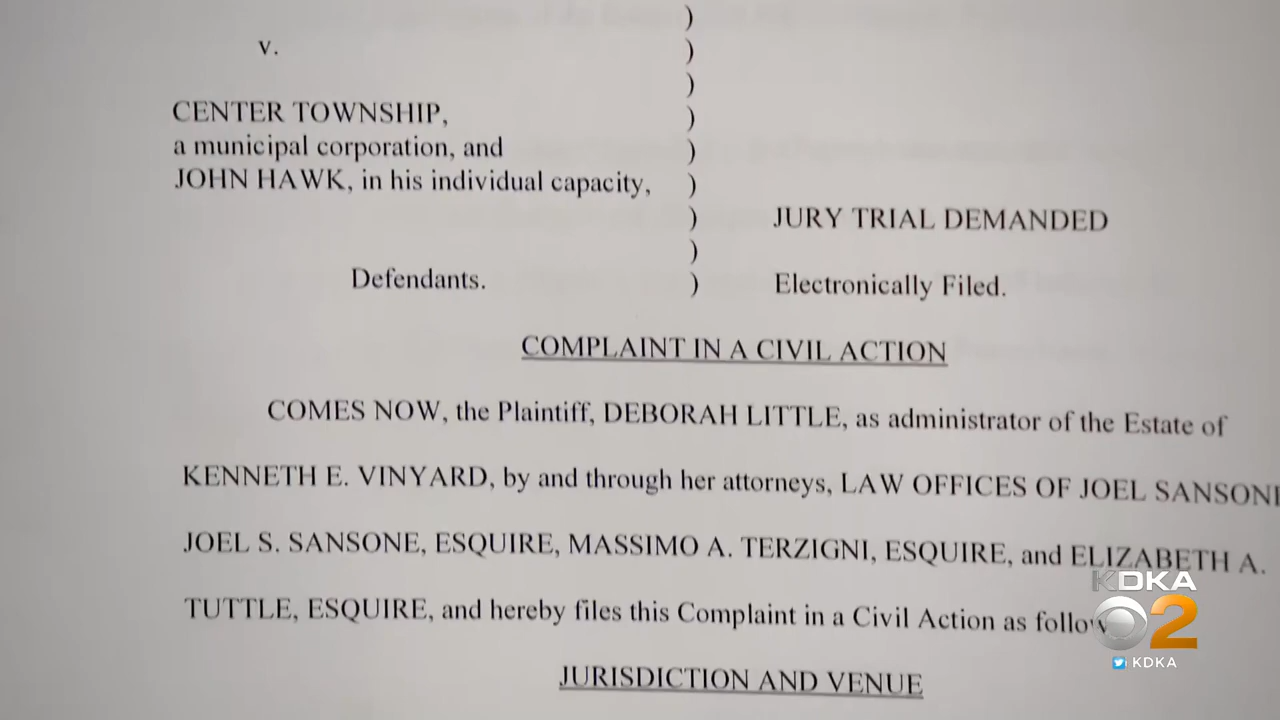 )
v. )
)
CENTER TOWNSHIP, )
a municipal corporation, and )
JOHN HAWK, in his individual capacity, )
) JURY TRIAL DEMANDED
)
Defendants. ) Electronically Filed.
COMPLAINT IN A CIVIL ACTION
COMES NOW, the Plaintiff, DEBORAH LITTLE, as administrator of the Estate of
KENNETH E. VINYARD, by and through her attorneys, LAW OFFICES OF JOEL SANSONE
JOEL S. SANSONE, ESQUIRE, MASSIMO A. TERZIGNI, ESQUIRE, and ELIZABETH A.
TUTTLE, ESQUIRE, and hereby files this Complaint in a Civil Action as follow
JURISDICTION AND VENUE
KDKA
2
KDKA